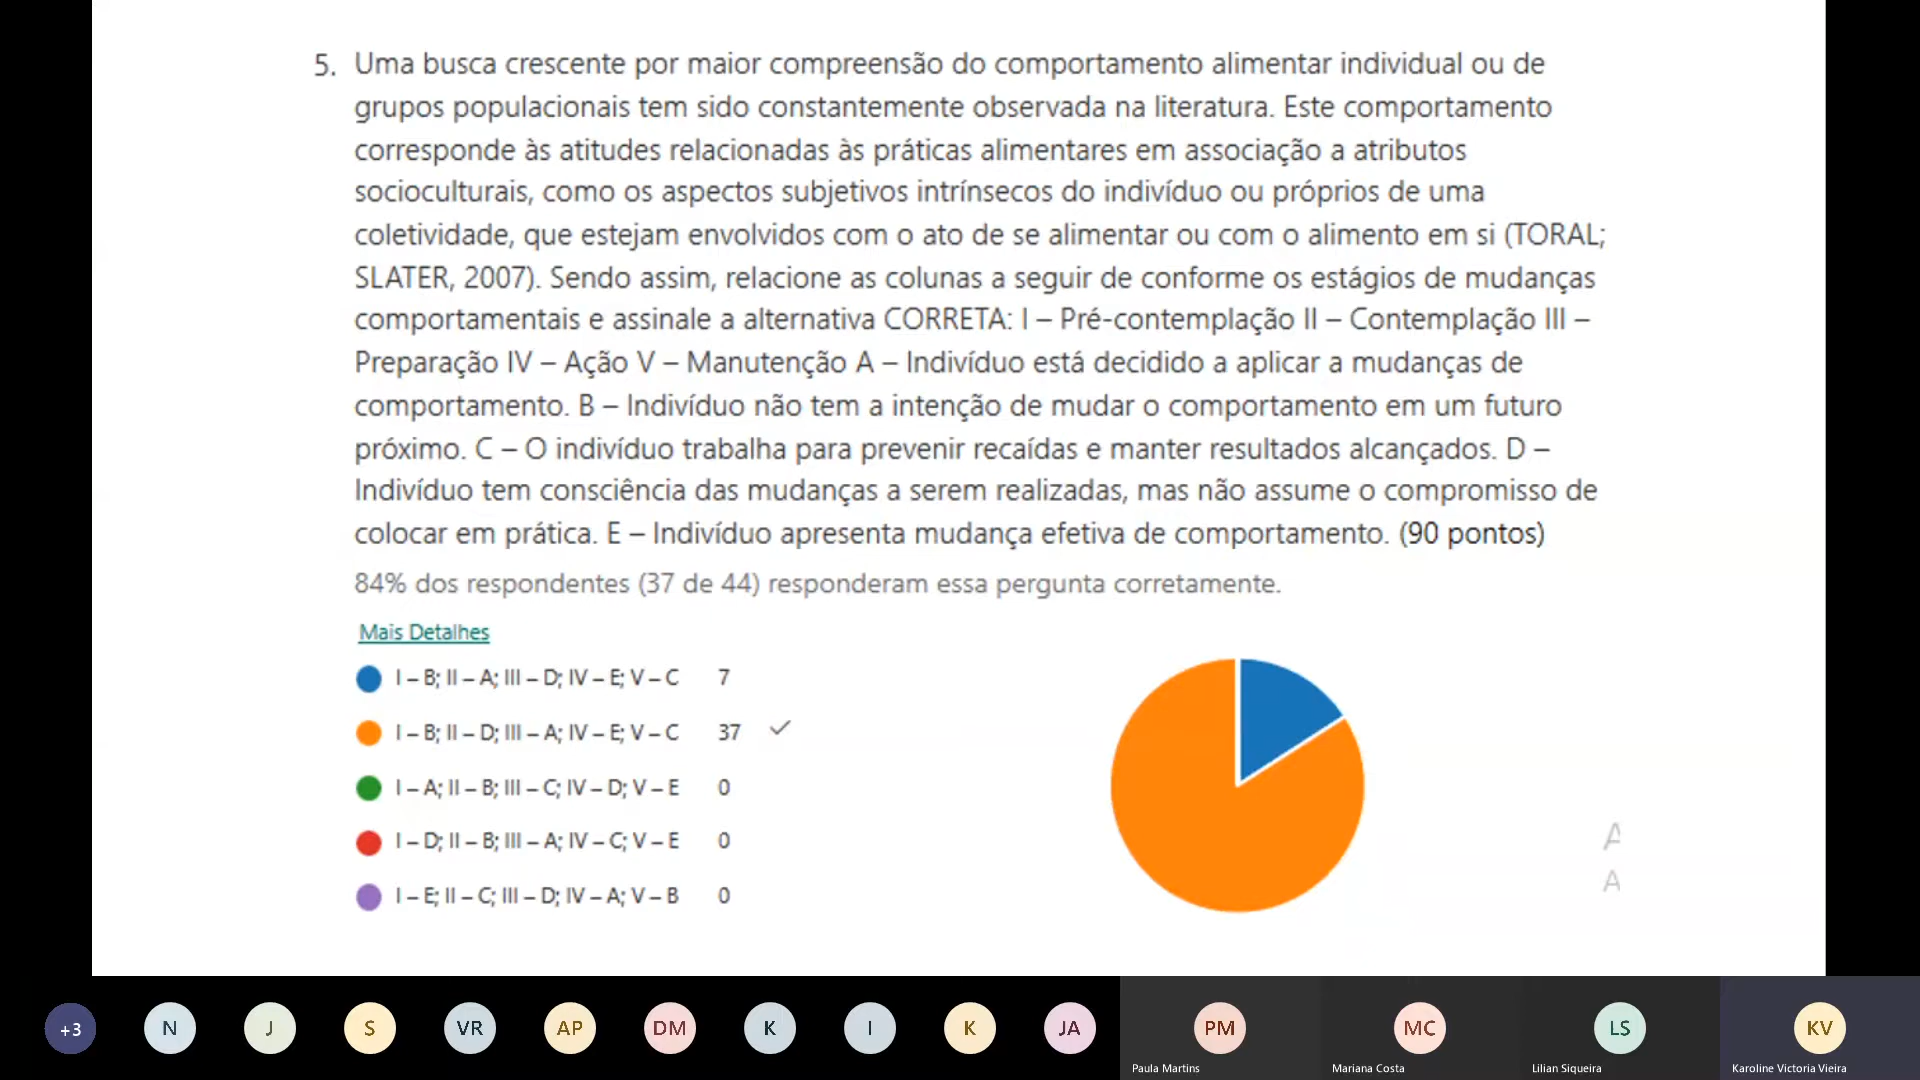 5. Uma busca crescente por maior compreensão do comportamento alimentar individual ou de
grupos populacionais tem sido constantemente observada na literatura. Este comportamento
corresponde às atitudes relacionadas às práticas alimentares em associação a atributos
socioculturais, como os aspectos subjetivos intrínsecos do indivíduo ou próprios de uma
coletividade, que estejam envolvidos com o ato de se alimentar ou com o alimento em si (TORAL;
SLATER, 2007). Sendo assim, relacione as colunas a seguir de conforme os estágios de mudanças
comportamentais e assinale a alternativa CORRETA: I – Pré-contemplação II – Contemplação III –
Preparação IV – Ação V – Manutenção A – Indivíduo está decidido a aplicar a mudanças de
comportamento. B – Indivíduo não tem a intenção de mudar o comportamento em um futuro
próximo. C – O indivíduo trabalha para prevenir recaídas e manter resultados alcançados. D –
Indivíduo tem consciência das mudanças a serem realizadas, mas não assume o compromisso de
colocar em prática. E – Indivíduo apresenta mudança efetiva de comportamento. (90 pontos)
84% dos respondentes (37 de 44) responderam essa pergunta corretamente.
Mais Detalhes
I – B; II – A; III – D; IV – E; V – C 7
I – B; II – D; III – A; IV – E; V – C 37
I – A; II – B; III – C; IV – D; V – E 0
I – D; II – B; III – A; IV – C; V – E 0
I – E; II – C; III – D; IV – A; V – B 0
A
A
+3 N J S VR AP DM K I K JA PM MC LS KV
Paula Martins Mariana Costa Lilian Siqueira Karoline Victoria Vieira